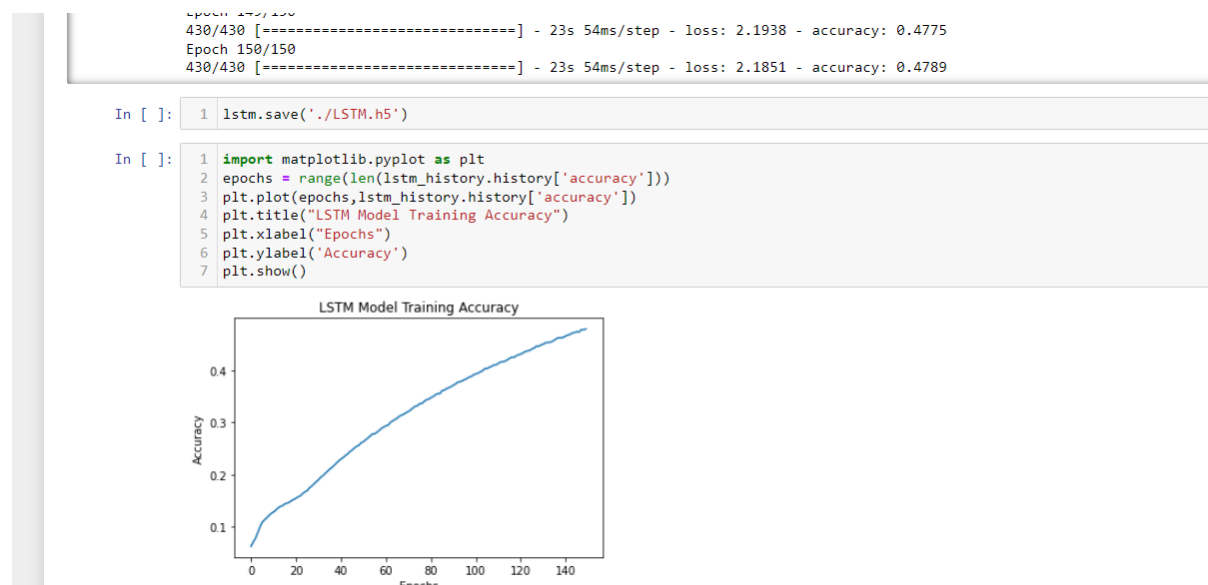 Epoch 149/150
430/430 [==============================] - 23s 54ms/step - loss: 2.1938 - accuracy: 0.4775
Epoch 150/150
430/430 [==============================] - 23s 54ms/step - loss: 2.1851 - accuracy: 0.4789
In [ ]: 1 lstm.save('./LSTM.h5')
In [ ]: 1 import matplotlib.pyplot as plt
2 epochs = range(len(lstm_history.history['accuracy']))
3 plt.plot(epochs,lstm_history.history['accuracy'])
4 plt.title("LSTM Model Training Accuracy")
5 plt.xlabel("Epochs")
6 plt.ylabel('Accuracy')
7 plt.show()
LSTM Model Training Accuracy
0.4
0.3
0.2
0.1
Accuracy
0 20 40 60 80 100 120 140
Epochs